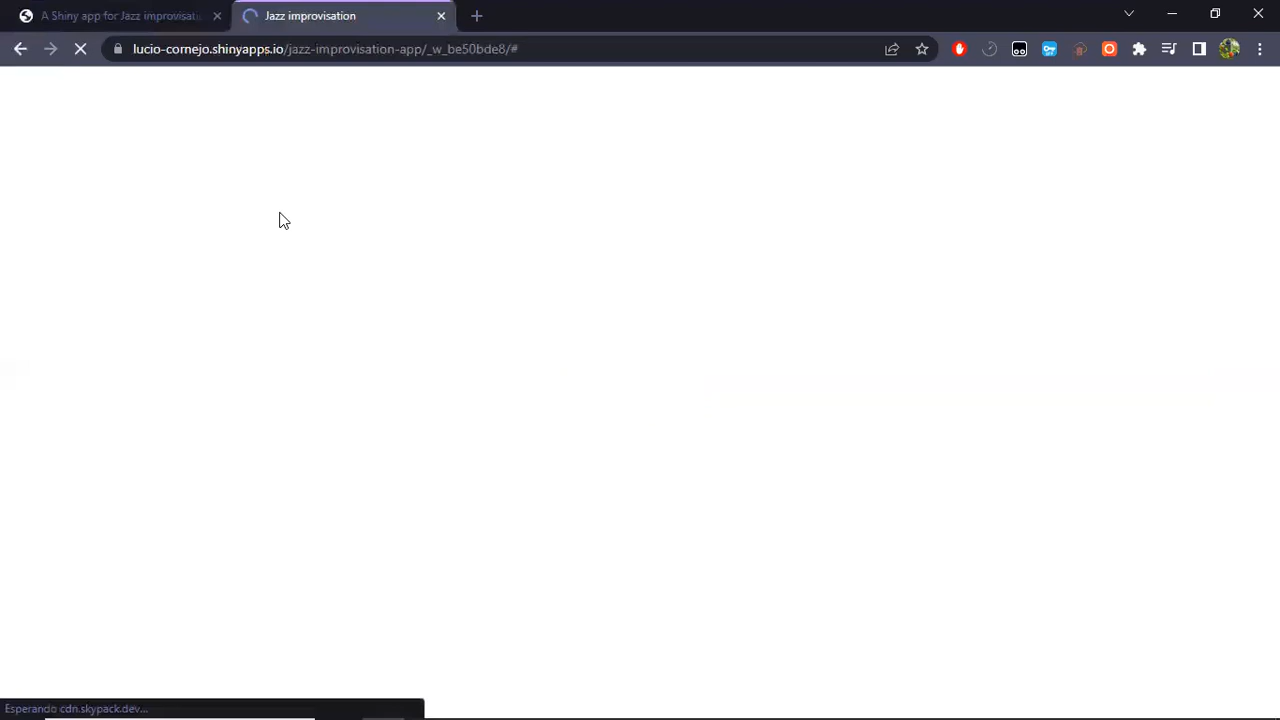 A Shiny app for Jazz improvisati
Jazz improvisation
lucio-cornejo.shinyapps.io/jazz-improvisation-app/_w_be50bde8/#
Esperando cdn.skypack.dev...